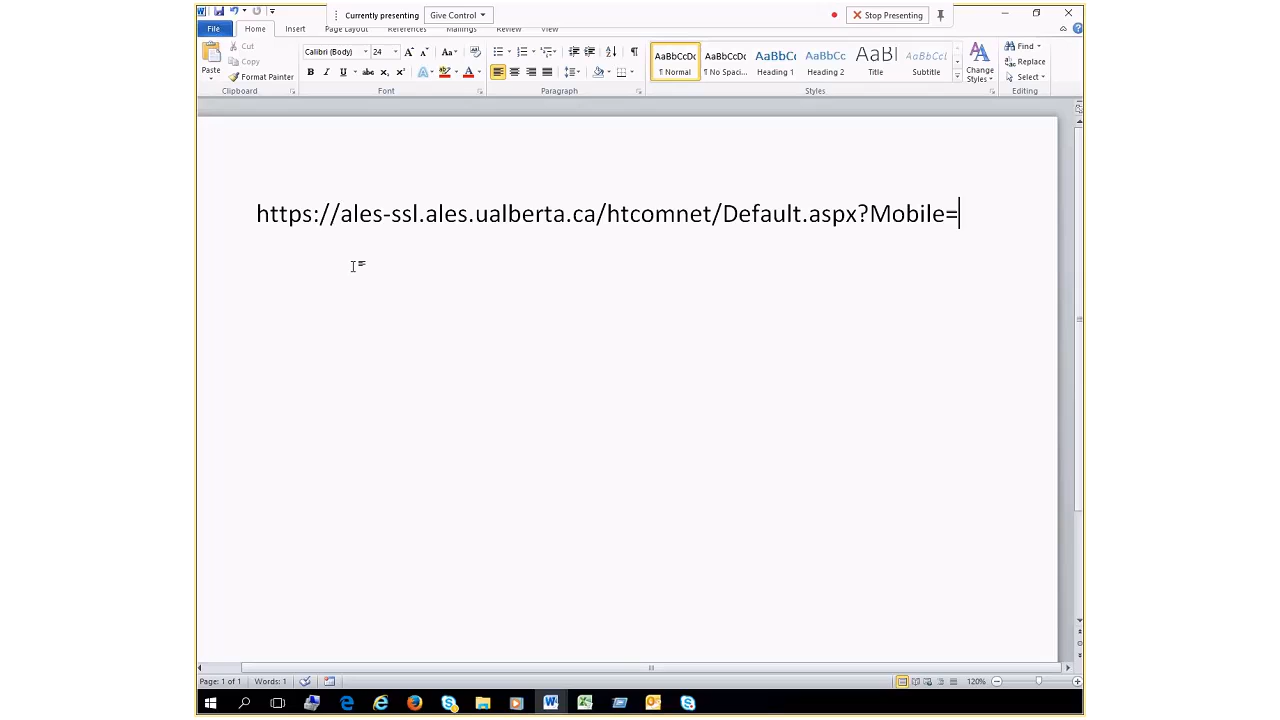 Currently presenting
Give Control
Stop Presenting
File
Home
Insert
Page Layout
References
Mailings
Review
View
Paste
Cut
Copy
Format Painter
Clipboard
Calibri (Body)
24
Font
Paragraph
AaBbCcDc
¶ Normal
AaBbCcDc
¶ No Spaci...
AaBbCc
Heading 1
AaBbCc
Heading 2
AaBl
Title
AaBbCcl
Subtitle
Change
Styles
Styles
Find
Replace
Select
Editing
https://ales-ssl.ales.ualberta.ca/htcomnet/Default.aspx?Mobile=
Page: 1 of 1
Words: 1
120%